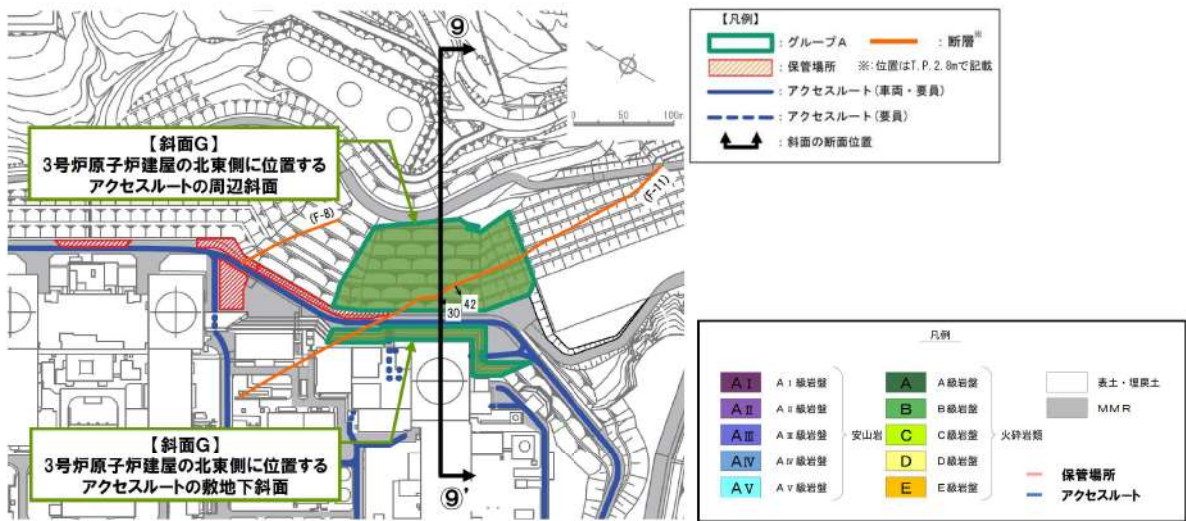 ⑨
【斜面G】
3号炉原子炉建屋の北東側に位置する
アクセスルートの周辺斜面
(F-8)
(F-11)
42
30
【斜面G】
3号炉原子炉建屋の北東側に位置する
アクセスルートの敷地下斜面
⑨'
0 50 100m
【凡例】
：グループA ：断層※
：保管場所 ※:位置はT.P.2.8mで記載
：アクセスルート(車両・要員)
：アクセスルート(要員)
：斜面の断面位置
凡例
AⅠ AⅠ級岩盤
AⅡ AⅡ級岩盤
AⅢ AⅢ級岩盤
AⅣ AⅣ級岩盤
AⅤ AⅤ級岩盤
安山岩
A A級岩盤
B B級岩盤
C C級岩盤
D D級岩盤
E E級岩盤
火砕岩類
表土・埋戻土
MMR
保管場所
アクセスルート